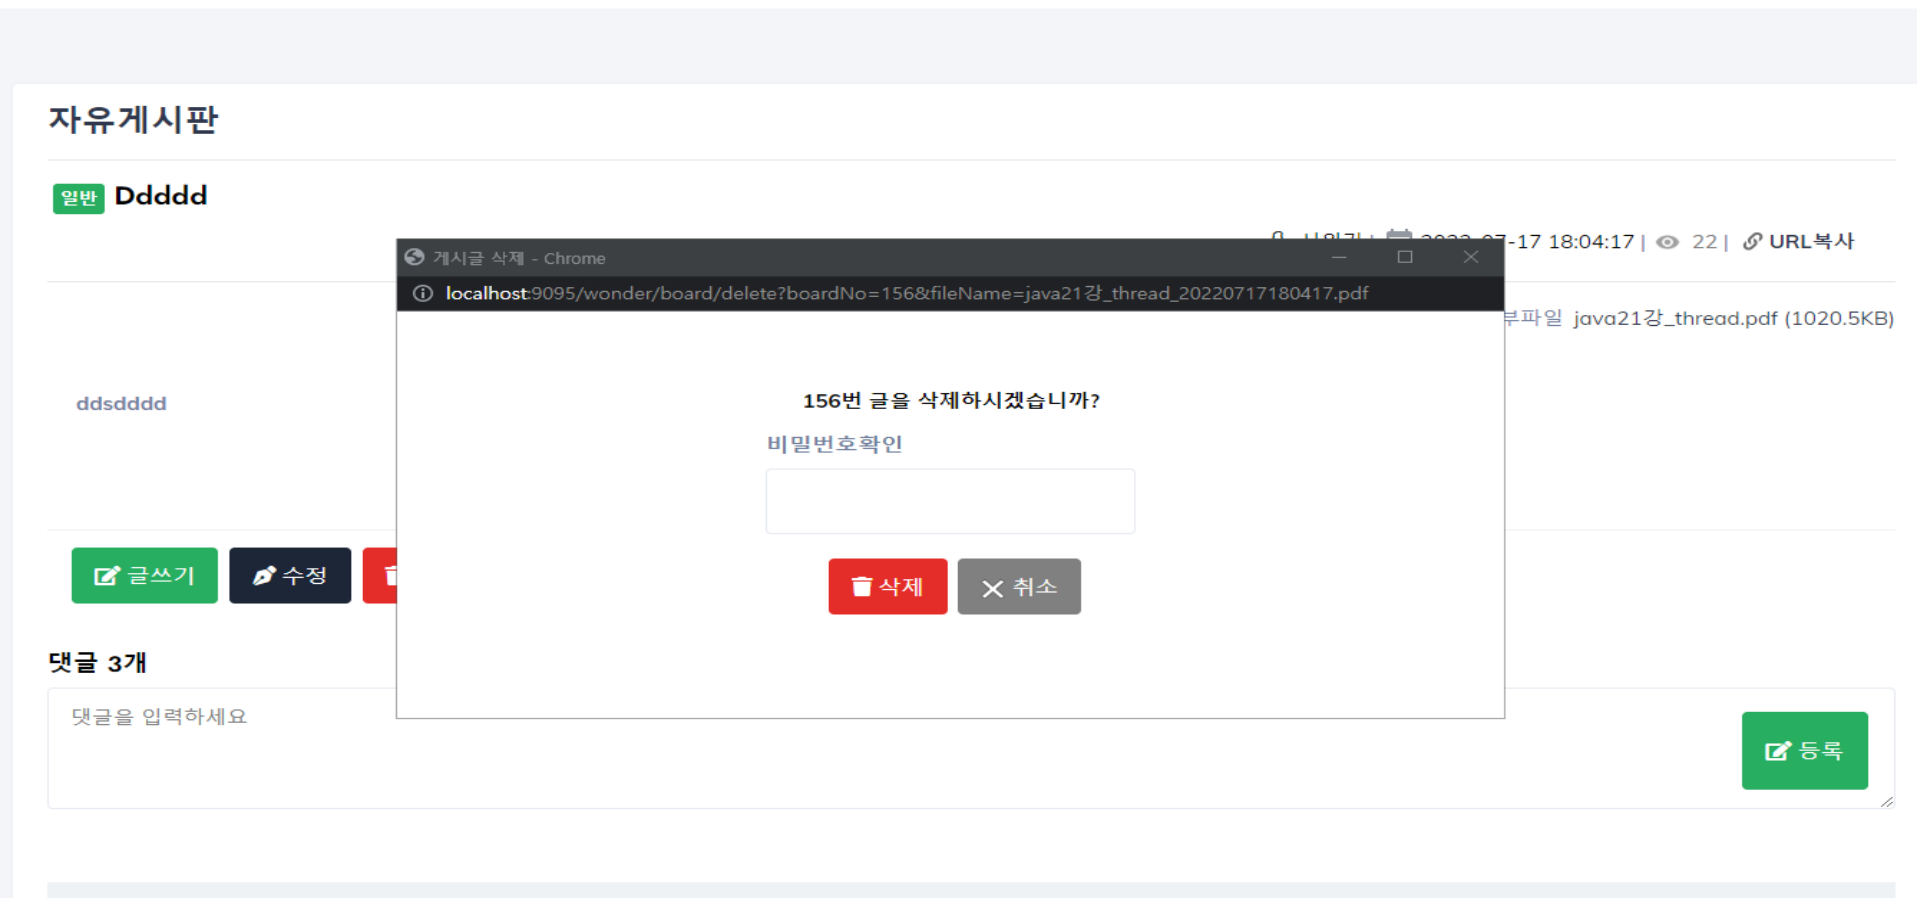 자유게시판
일반 Ddddd
-17 18:04:17 | 22 | URL복사
게시글 삭제 - Chrome
localhost:9095/wonder/board/delete?boardNo=156&fileName=java21강_thread_20220717180417.pdf
부파일 java21강_thread.pdf (1020.5KB)
156번 글을 삭제하시겠습니까?
ddsdddd
비밀번호확인
글쓰기 수정
삭제 취소
댓글 3개
댓글을 입력하세요
등록